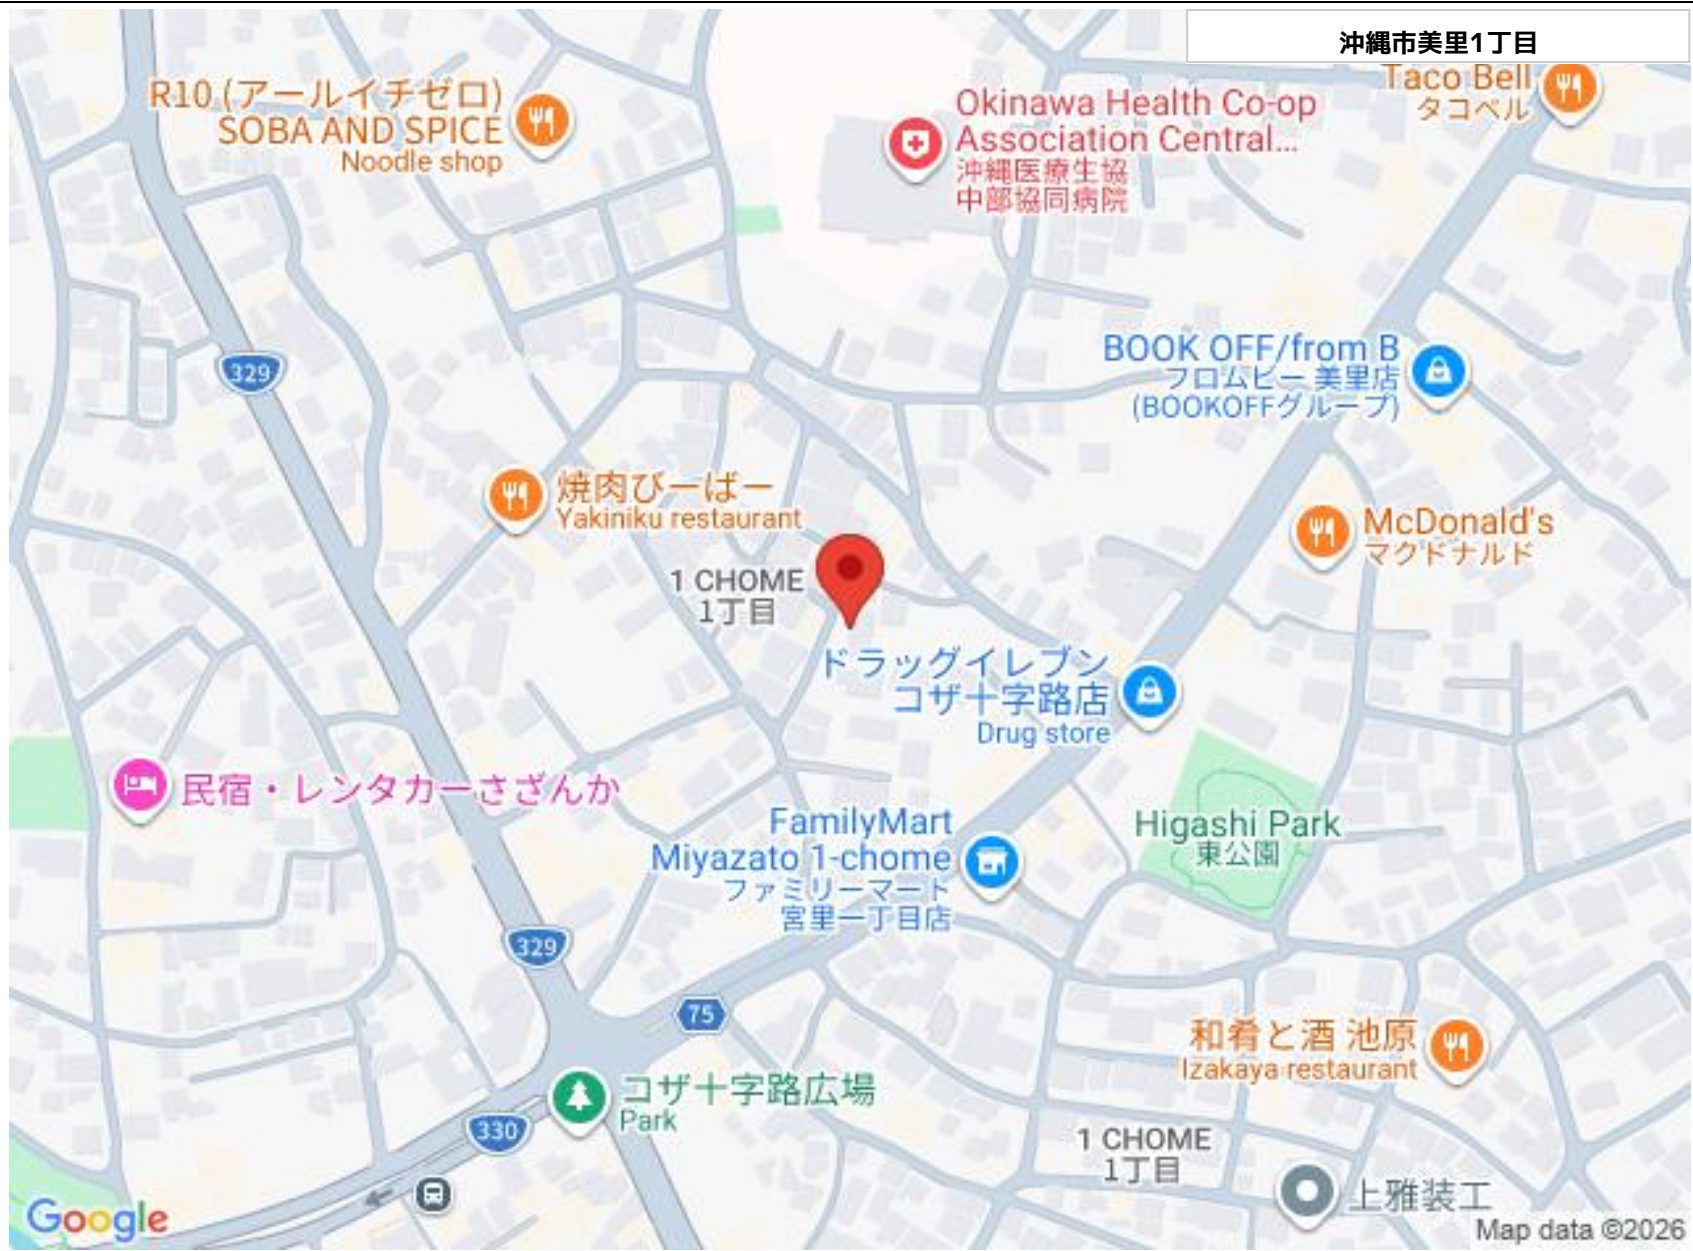 沖縄市美里1丁目
R10 (アールイチゼロ)
SOBA AND SPICE
Noodle shop
Okinawa Health Co-op
Association Central...
沖縄医療生協
中部協同病院
Taco Bell
タコベル
329
BOOK OFF/from B
フロムビー 美里店
(BOOKOFFグループ)
焼肉びーばー
Yakiniku restaurant
McDonald's
マクドナルド
1 CHOME
1丁目
ドラッグイレブン
コザ十字路店
Drug store
民宿・レンタカーさざんか
FamilyMart
Miyazato 1-chome
ファミリーマート
宮里一丁目店
Higashi Park
東公園
329
75
和肴と酒 池原
Izakaya restaurant
コザ十字路広場
Park
330
1 CHOME
1丁目
上雅装工
Google
Map data ©2026